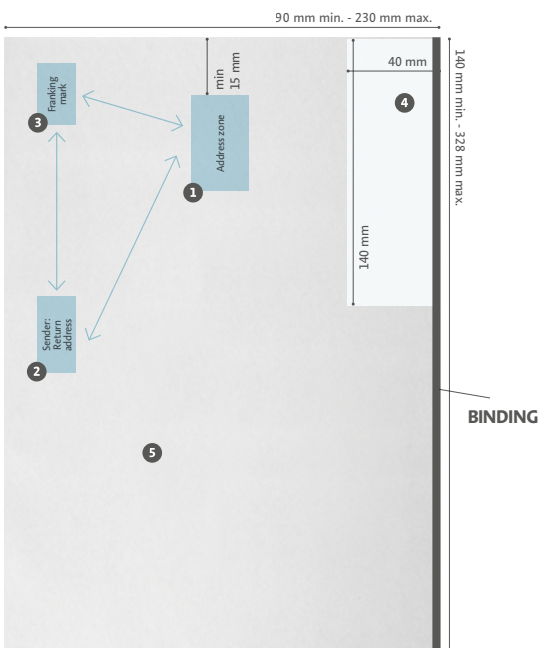 90 mm min. - 230 mm max.
Franking
mark
3
min
15 mm
Address zone
1
40 mm
4
140 mm
140 mm min. - 328 mm max.
Sender:
Return
address
2
BINDING
5